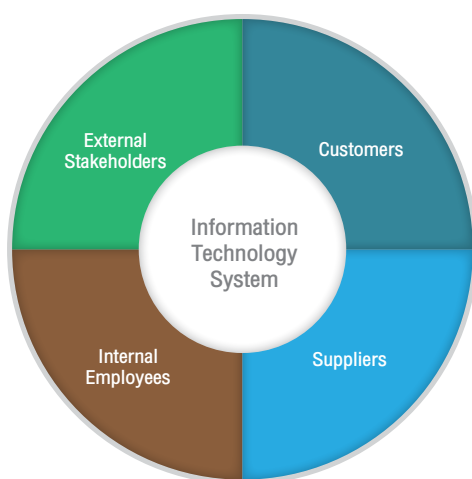 External
Stakeholders
Customers
Information
Technology
System
Internal
Employees
Suppliers